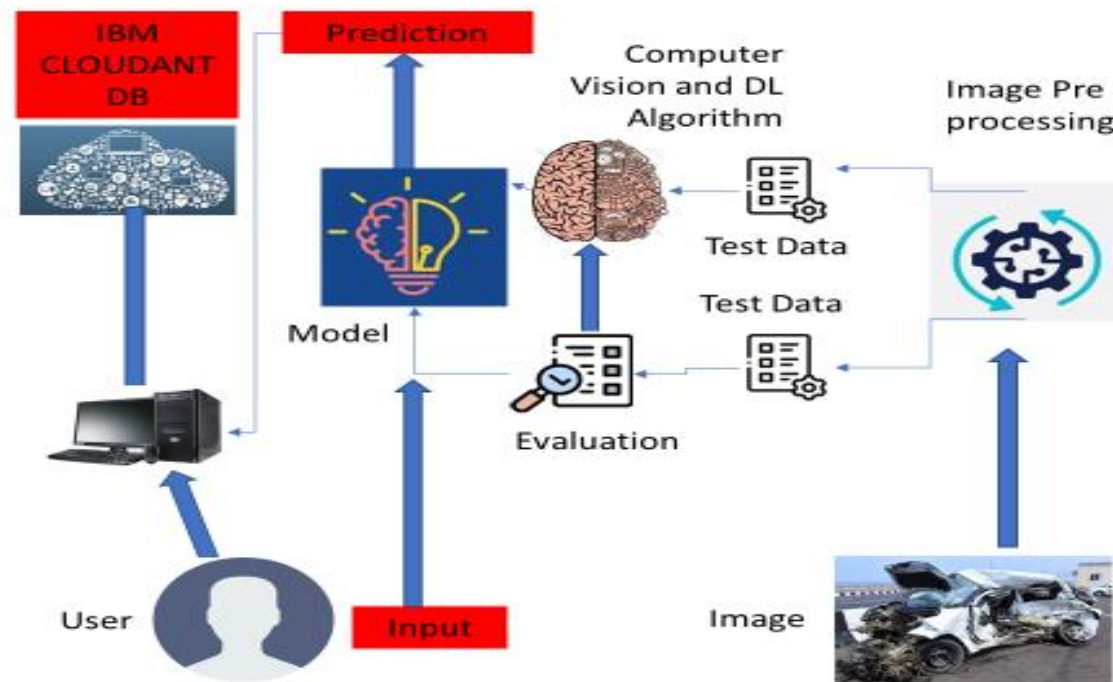 IBM
CLOUDANT
DB
Prediction
Computer
Vision and DL
Algorithm
Image Pre
processing
Test Data
Test Data
Model
Evaluation
User
Input
Image